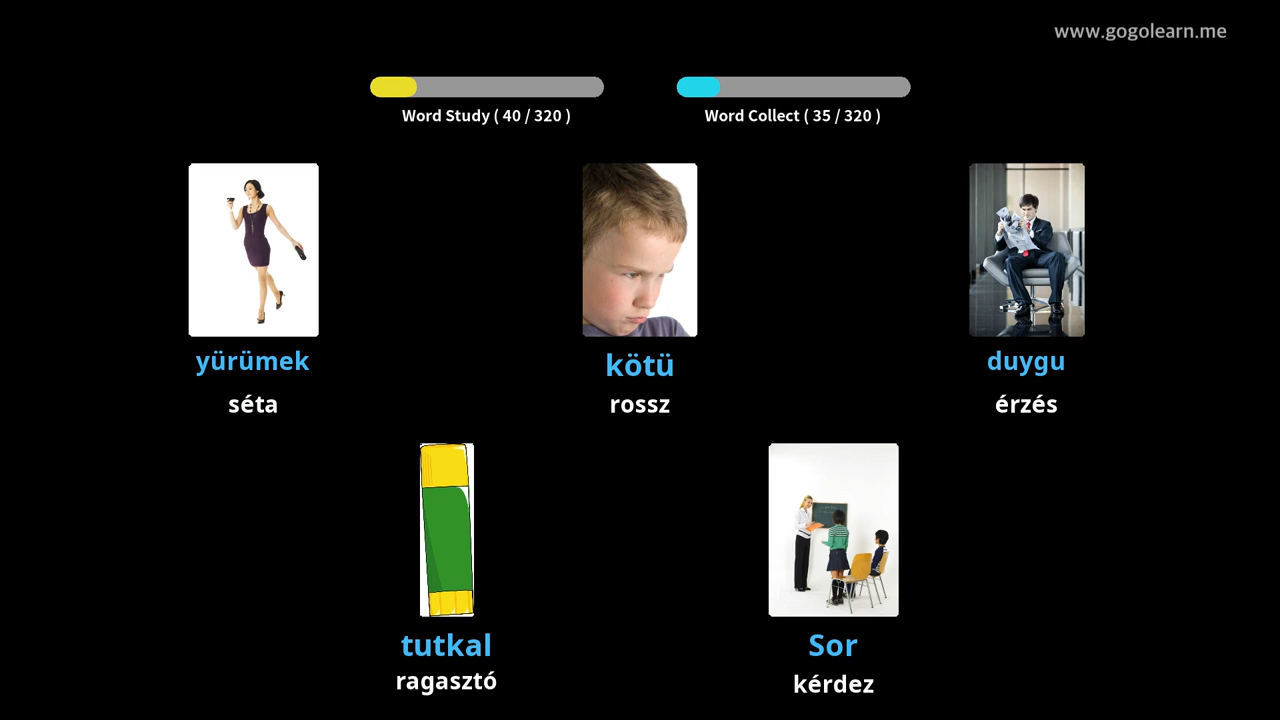 www.gogolearn.me
Word Study ( 40 / 320 )
Word Collect ( 35 / 320 )
yürümek
séta
kötü
rossz
duygu
érzés
tutkal
ragasztó
Sor
kérdez